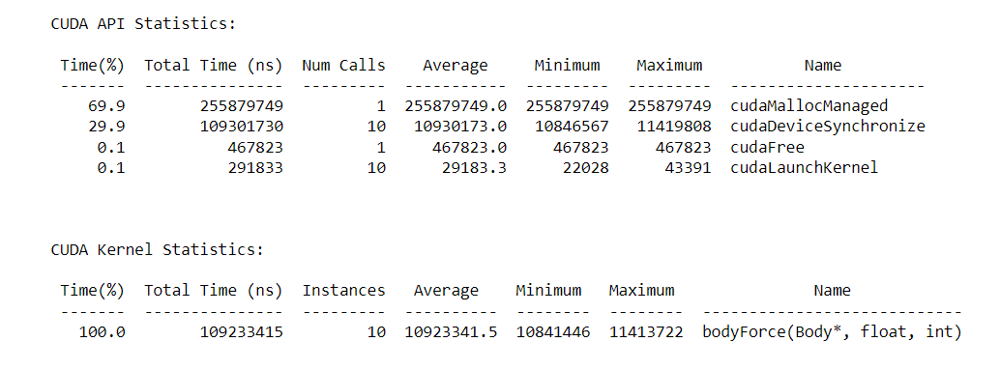 CUDA API Statistics:
Time(%) Total Time (ns) Num Calls Average Minimum Maximum Name
------- --------------- --------- ----------- --------- --------- ---------------------
69.9 255879749 1 255879749.0 255879749 255879749 cudaMallocManaged
29.9 109301730 10 10930173.0 10846567 11419808 cudaDeviceSynchronize
0.1 467823 1 467823.0 467823 467823 cudaFree
0.1 291833 10 29183.3 22028 43391 cudaLaunchKernel
CUDA Kernel Statistics:
Time(%) Total Time (ns) Instances Average Minimum Maximum Name
------- --------------- --------- ---------- -------- -------- ----------------------------
100.0 109233415 10 10923341.5 10841446 11413722 bodyForce(Body*, float, int)